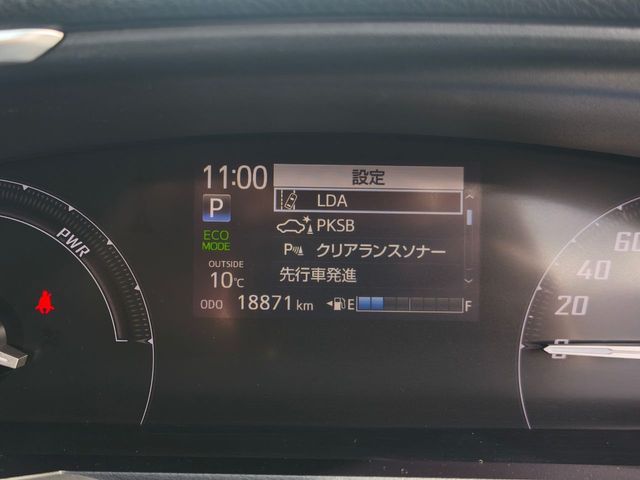 11:00
設定
LDA
P
PKSB
ECO
MODE
P クリアランスソナー
OUTSIDE
10℃
先行車発進
ODO 18871 km
E F
PWR
60
40
20
0